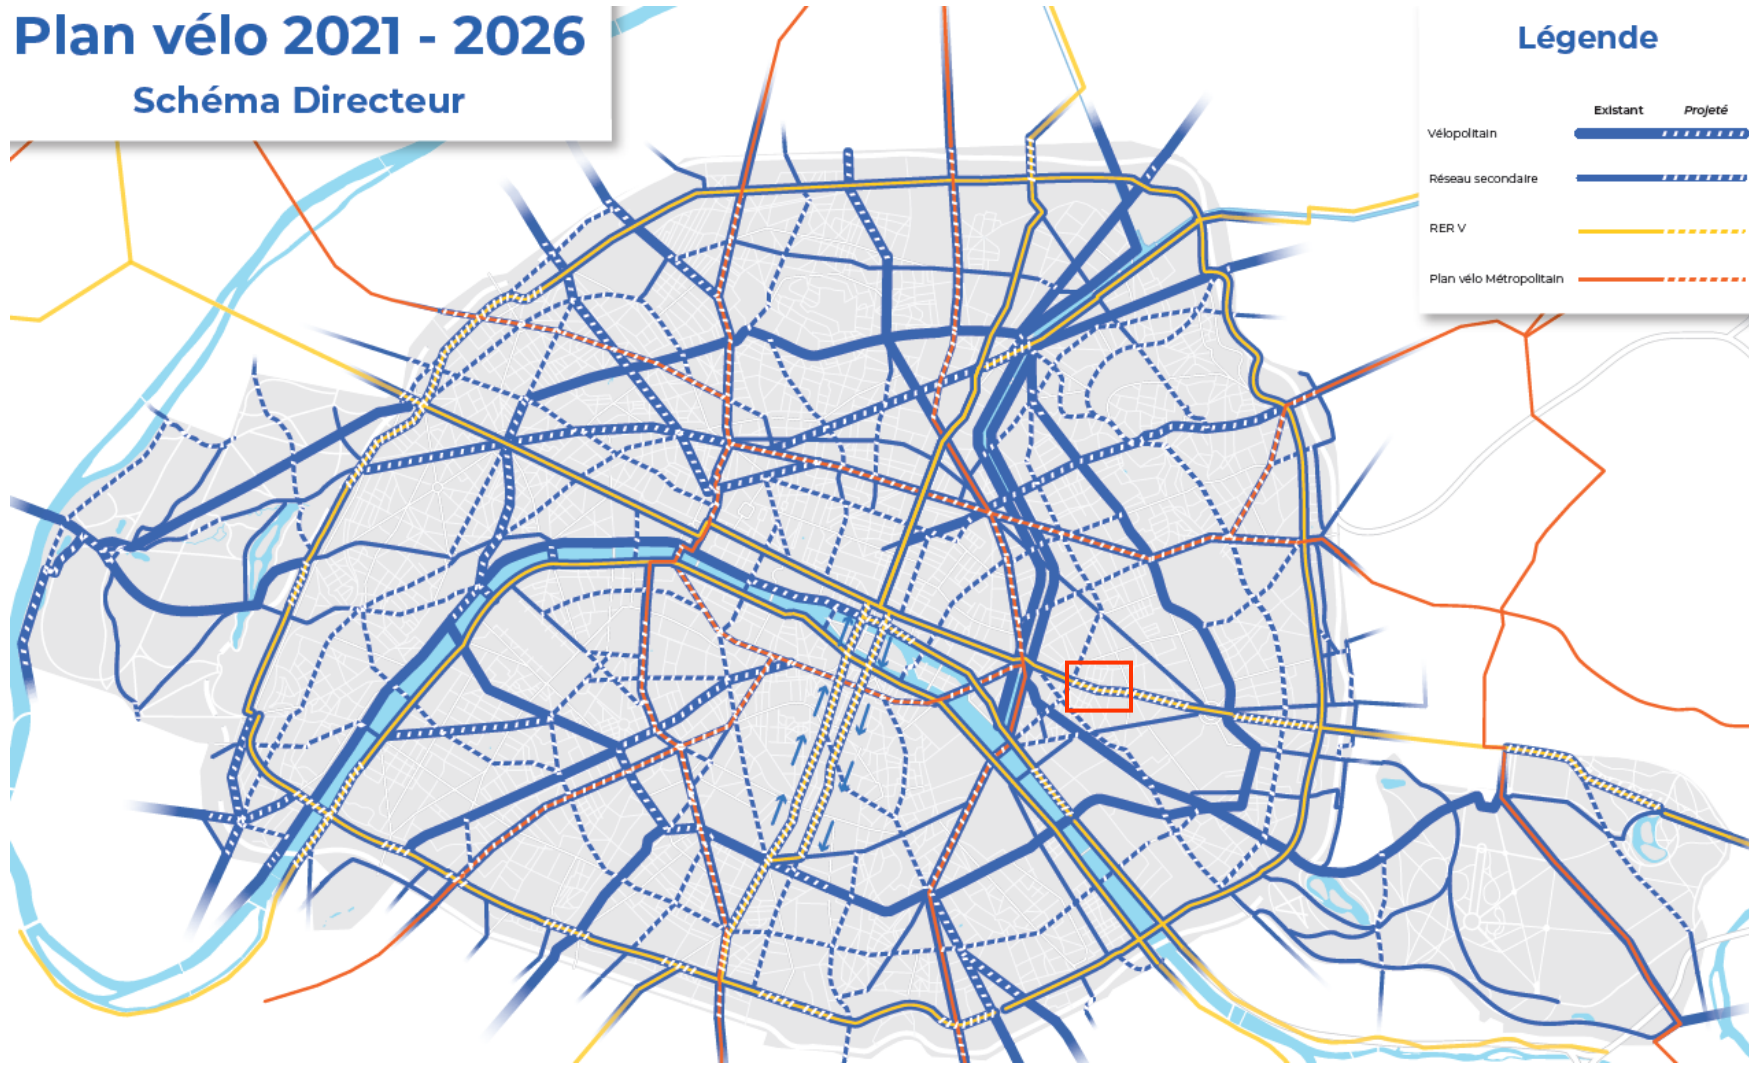 Plan vélo 2021 - 2026
Schéma Directeur
Légende
Existant Projeté
Vélopolitain
Réseau secondaire
RER V
Plan vélo Métropolitain